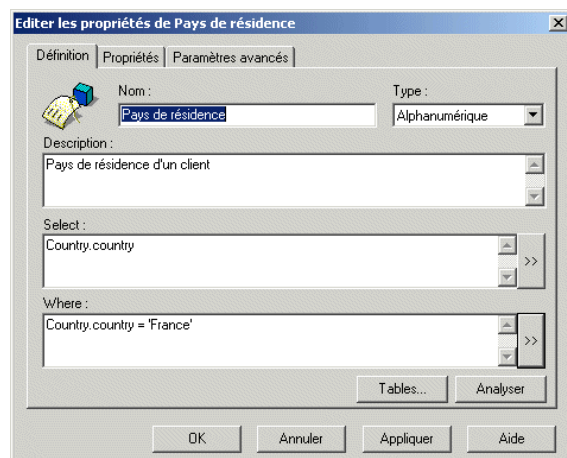 Editer les propriétés de Pays de résidence
Définition Propriétés Paramètres avancés
Nom : Type :
Pays de résidence Alphanumérique
Description :
Pays de résidence d'un client
Select :
Country.country
>>
Where :
Country.country = 'France'
>>
Tables... Analyser
OK Annuler Appliquer Aide